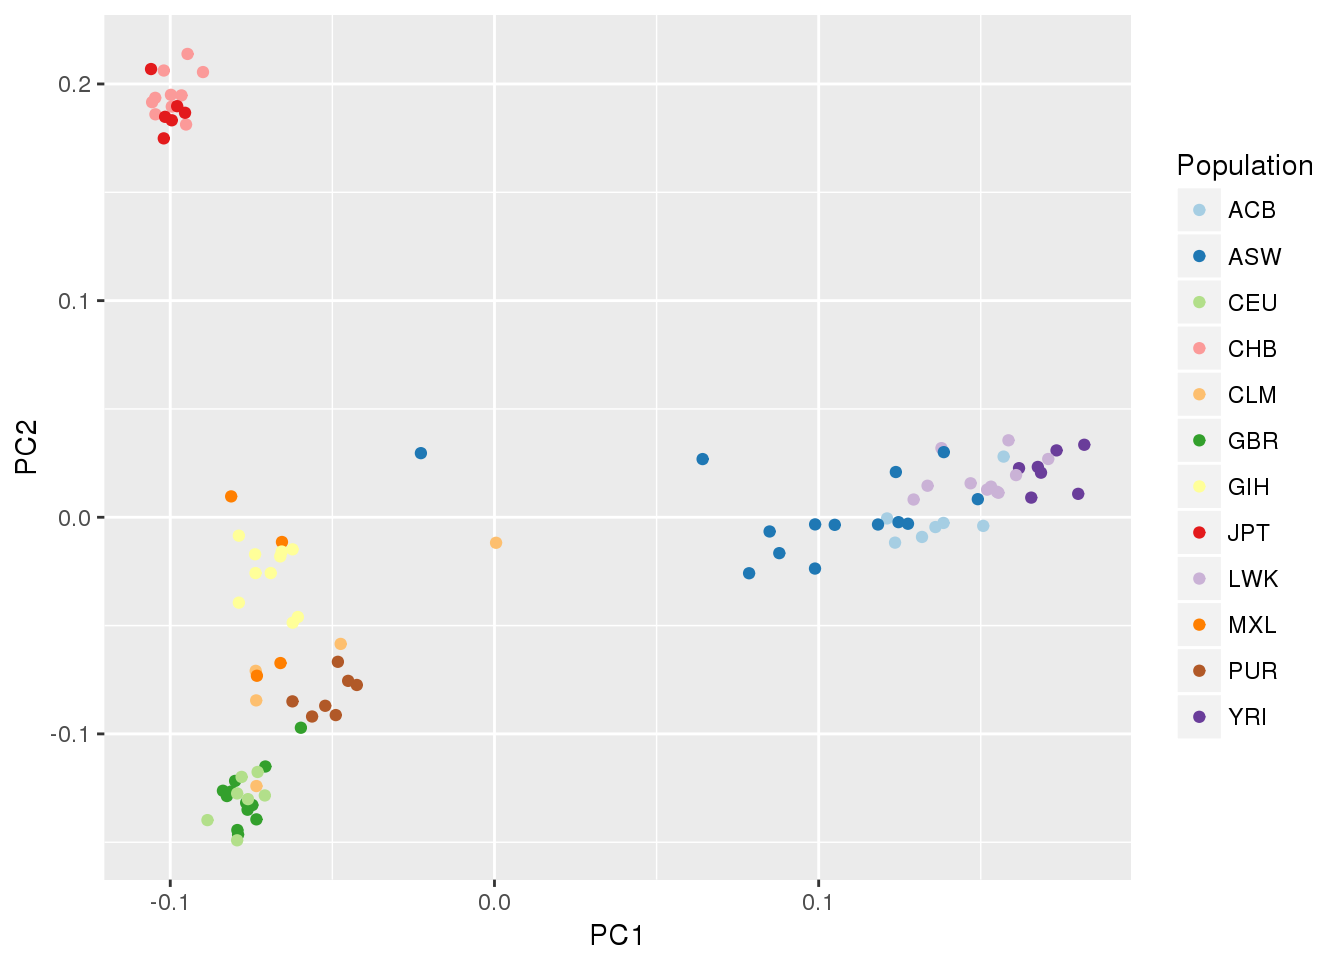 0.2
0.1
0.0
-0.1
PC2
-0.1
0.0
0.1
PC1
Population
ACB
ASW
CEU
CHB
CLM
GBR
GIH
JPT
LWK
MXL
PUR
YRI